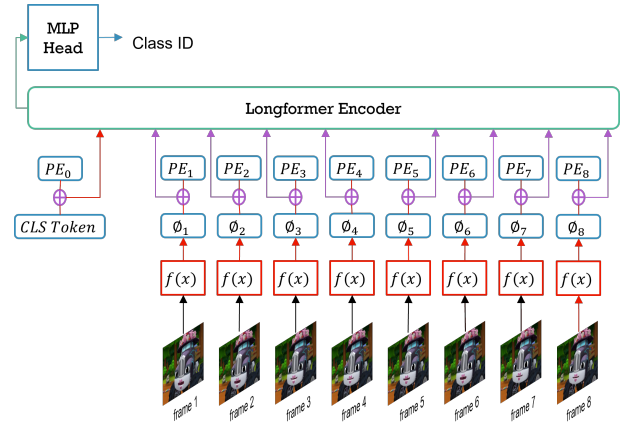 MLP
Head
Class ID
Longformer Encoder
PE₀ PE₁ PE₂ PE₃ PE₄ PE₅ PE₆ PE₇ PE₈
CLS Token ∅₁ ∅₂ ∅₃ ∅₄ ∅₅ ∅₆ ∅₇ ∅₈
f(x) f(x) f(x) f(x) f(x) f(x) f(x) f(x)
frame 1 frame 2 frame 3 frame 4 frame 5 frame 6 frame 7 frame 8